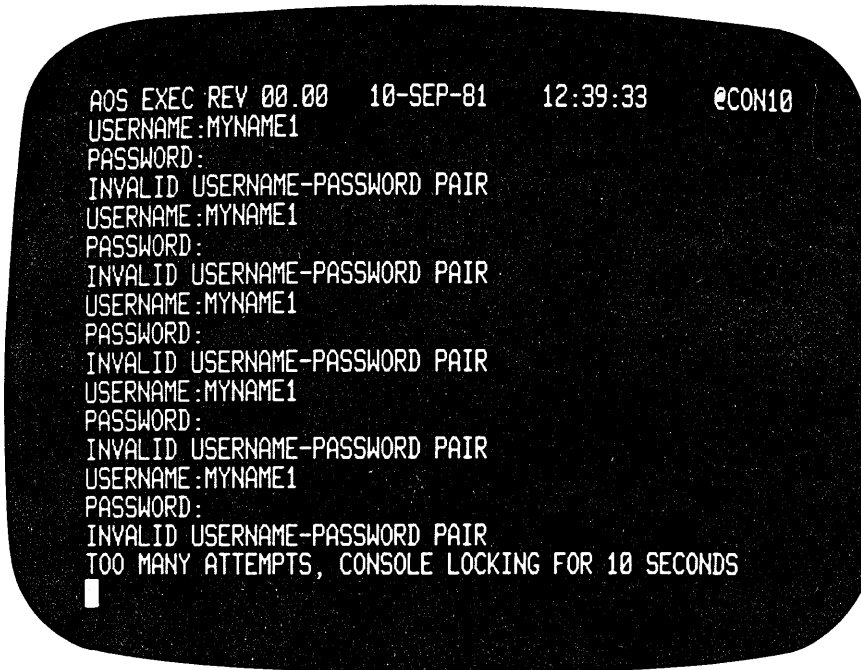 AOS EXEC REV 00.00 10-SEP-81 12:39:33 @CON10
USERNAME:MYNAME1
PASSWORD:
INVALID USERNAME-PASSWORD PAIR
USERNAME:MYNAME1
PASSWORD:
INVALID USERNAME-PASSWORD PAIR
USERNAME:MYNAME1
PASSWORD:
INVALID USERNAME-PASSWORD PAIR
USERNAME:MYNAME1
PASSWORD:
INVALID USERNAME-PASSWORD PAIR
USERNAME:MYNAME1
PASSWORD:
INVALID USERNAME-PASSWORD PAIR
TOO MANY ATTEMPTS, CONSOLE LOCKING FOR 10 SECONDS